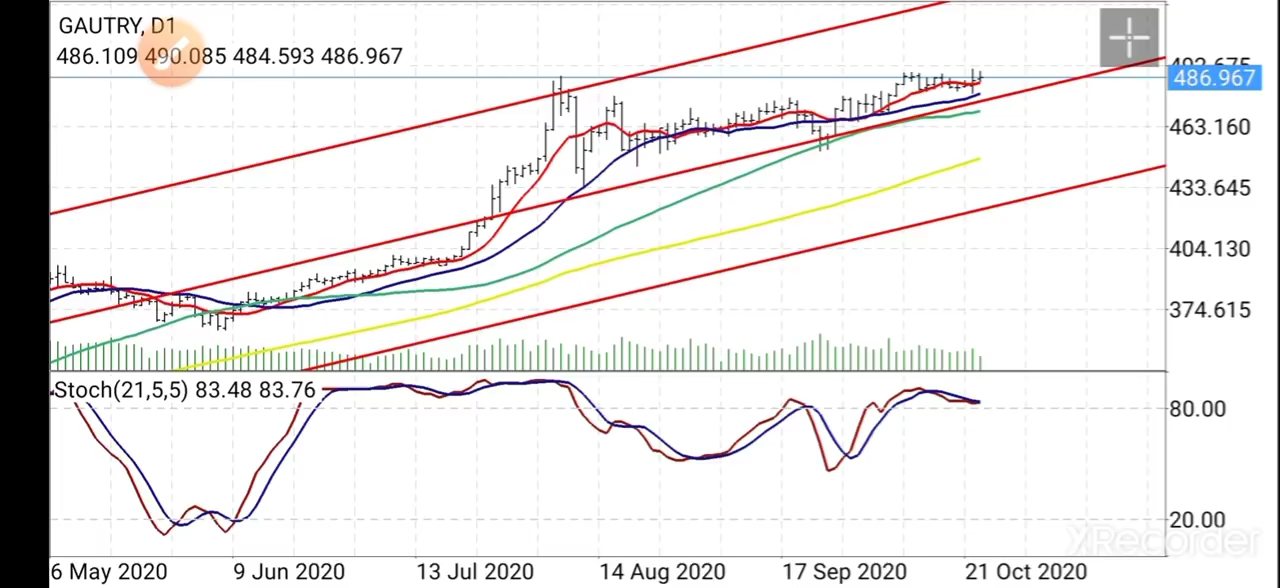 GAUTRY, D1
486.109 490.085 484.593 486.967
486.967
463.160
433.645
404.130
374.615
Stoch(21,5,5) 83.48 83.76
80.00
20.00
6 May 2020 9 Jun 2020 13 Jul 2020 14 Aug 2020 17 Sep 2020 21 Oct 2020
XRecorder